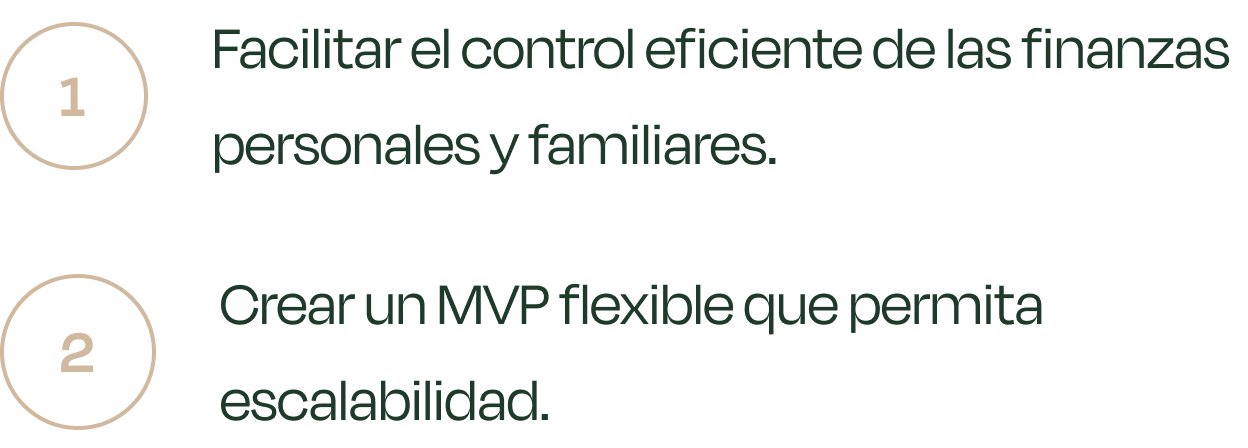 1
Facilitar el control eficiente de las finanzas
personales y familiares.
2
Crear un MVP flexible que permita
escalabilidad.